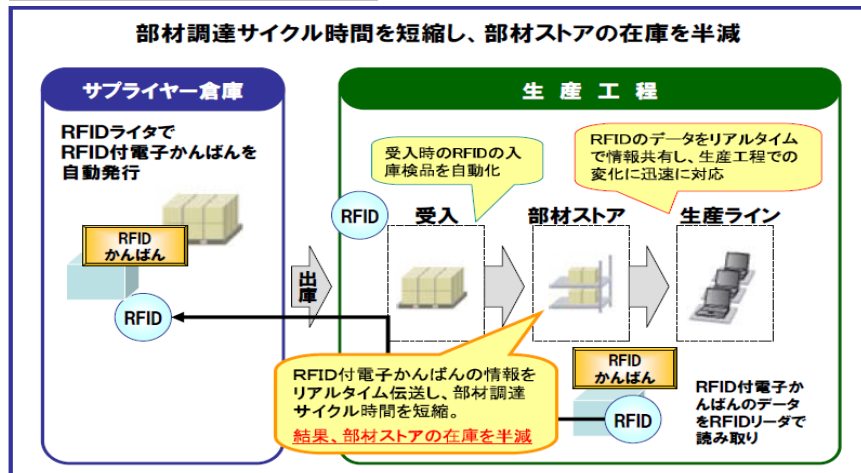 部材調達サイクル時間を短縮し、部材ストアの在庫を半減
サプライヤー倉庫
RFIDライタで
RFID付電子かんばんを
自動発行
RFID
かんばん
RFID
出庫
生産工程
受入時のRFIDの入
庫検品を自動化
RFIDのデータをリアルタイム
で情報共有し、生産工程での
変化に迅速に対応
RFID
受入
部材ストア
生産ライン
RFID付電子かんばんの情報を
リアルタイム伝送し、部材調達
サイクル時間を短縮。
結果、部材ストアの在庫を半減
RFID
かんばん
RFID
RFID付電子か
んばんのデータ
をRFIDリーダで
読み取り